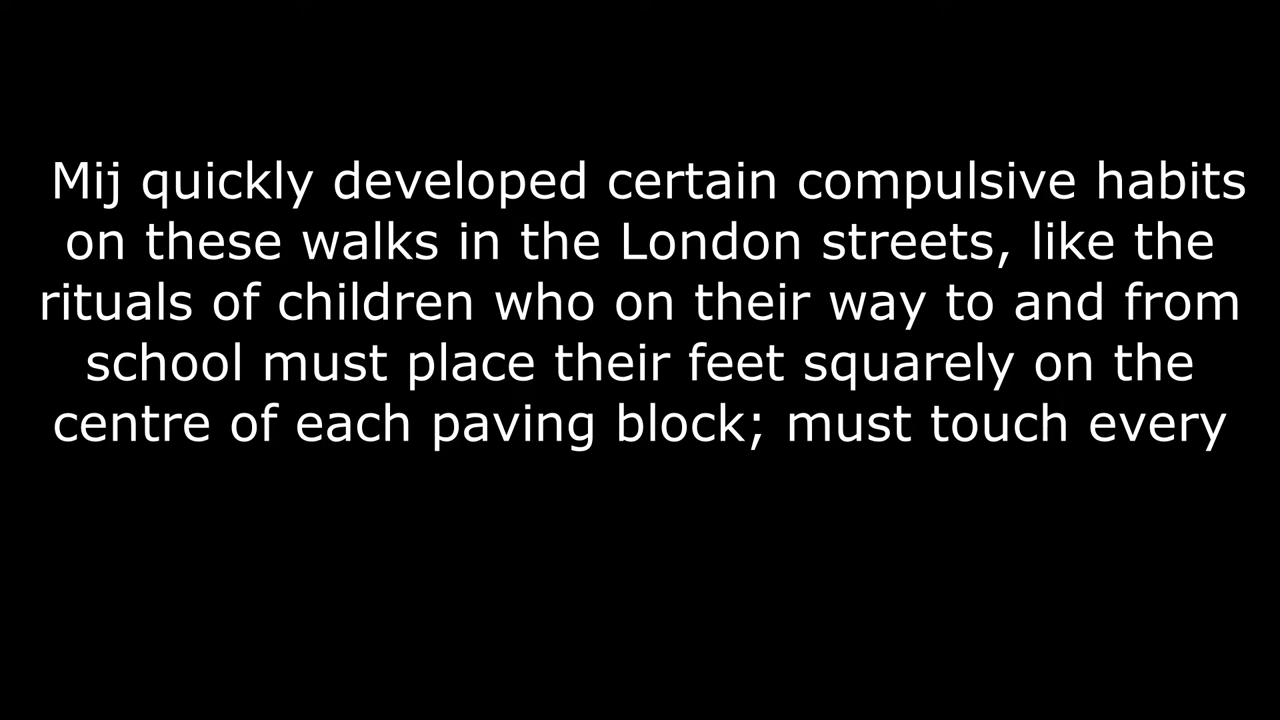 Mij quickly developed certain compulsive habits
on these walks in the London streets, like the
rituals of children who on their way to and from
school must place their feet squarely on the
centre of each paving block; must touch every